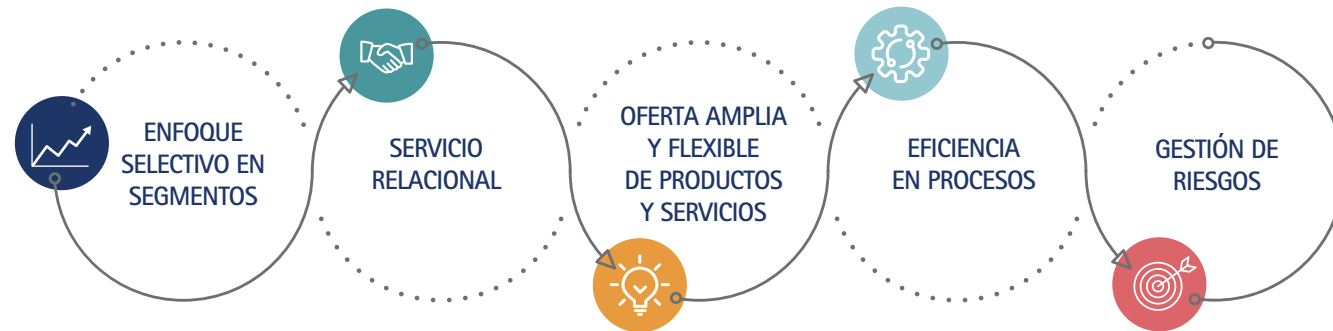 ENFOQUE
SELECTIVO EN
SEGMENTOS
SERVICIO
RELACIONAL
OFERTA AMPLIA
Y FLEXIBLE
DE PRODUCTOS
Y SERVICIOS
EFICIENCIA
EN PROCESOS
GESTIÓN DE
RIESGOS